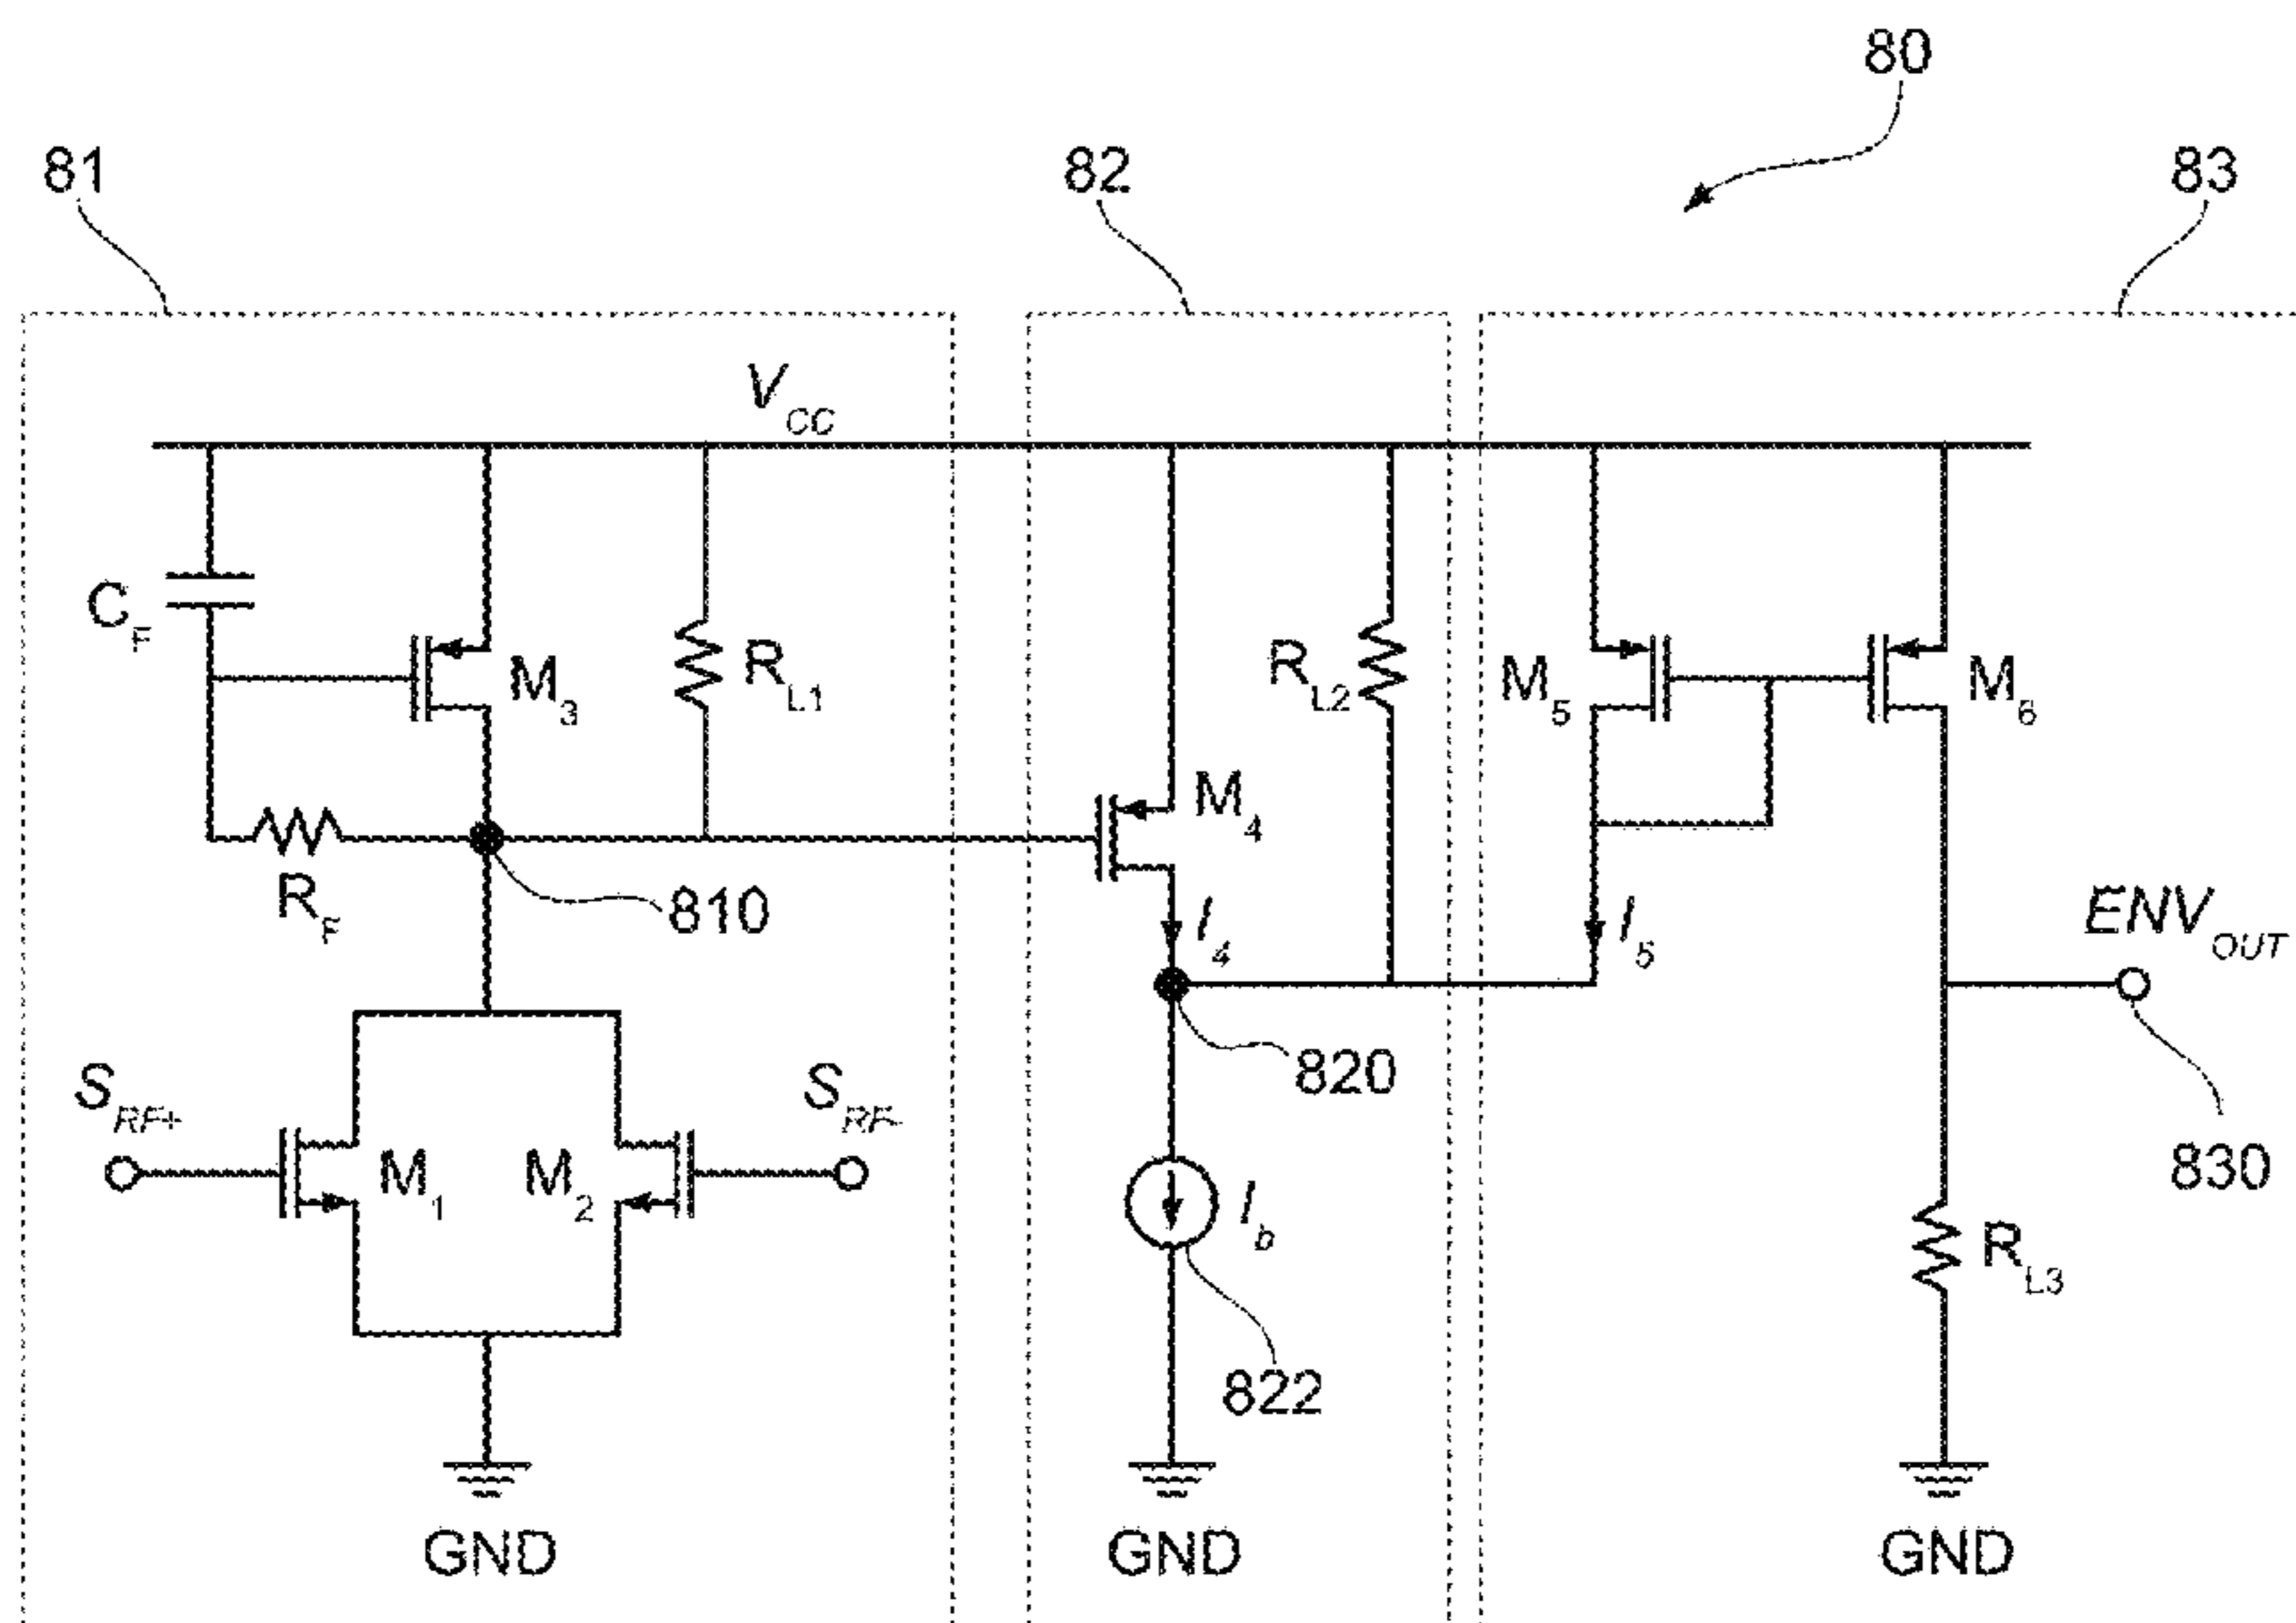 80
81
82
83
V_CC
C_F
M_3
R_L1
R_L2
M_5
M_6
M_4
R_F
810
I_4
I_5
ENV_OUT
820
S_RF+
S_RF-
M_1
M_2
I_b
830
R_L3
822
GND
GND
GND